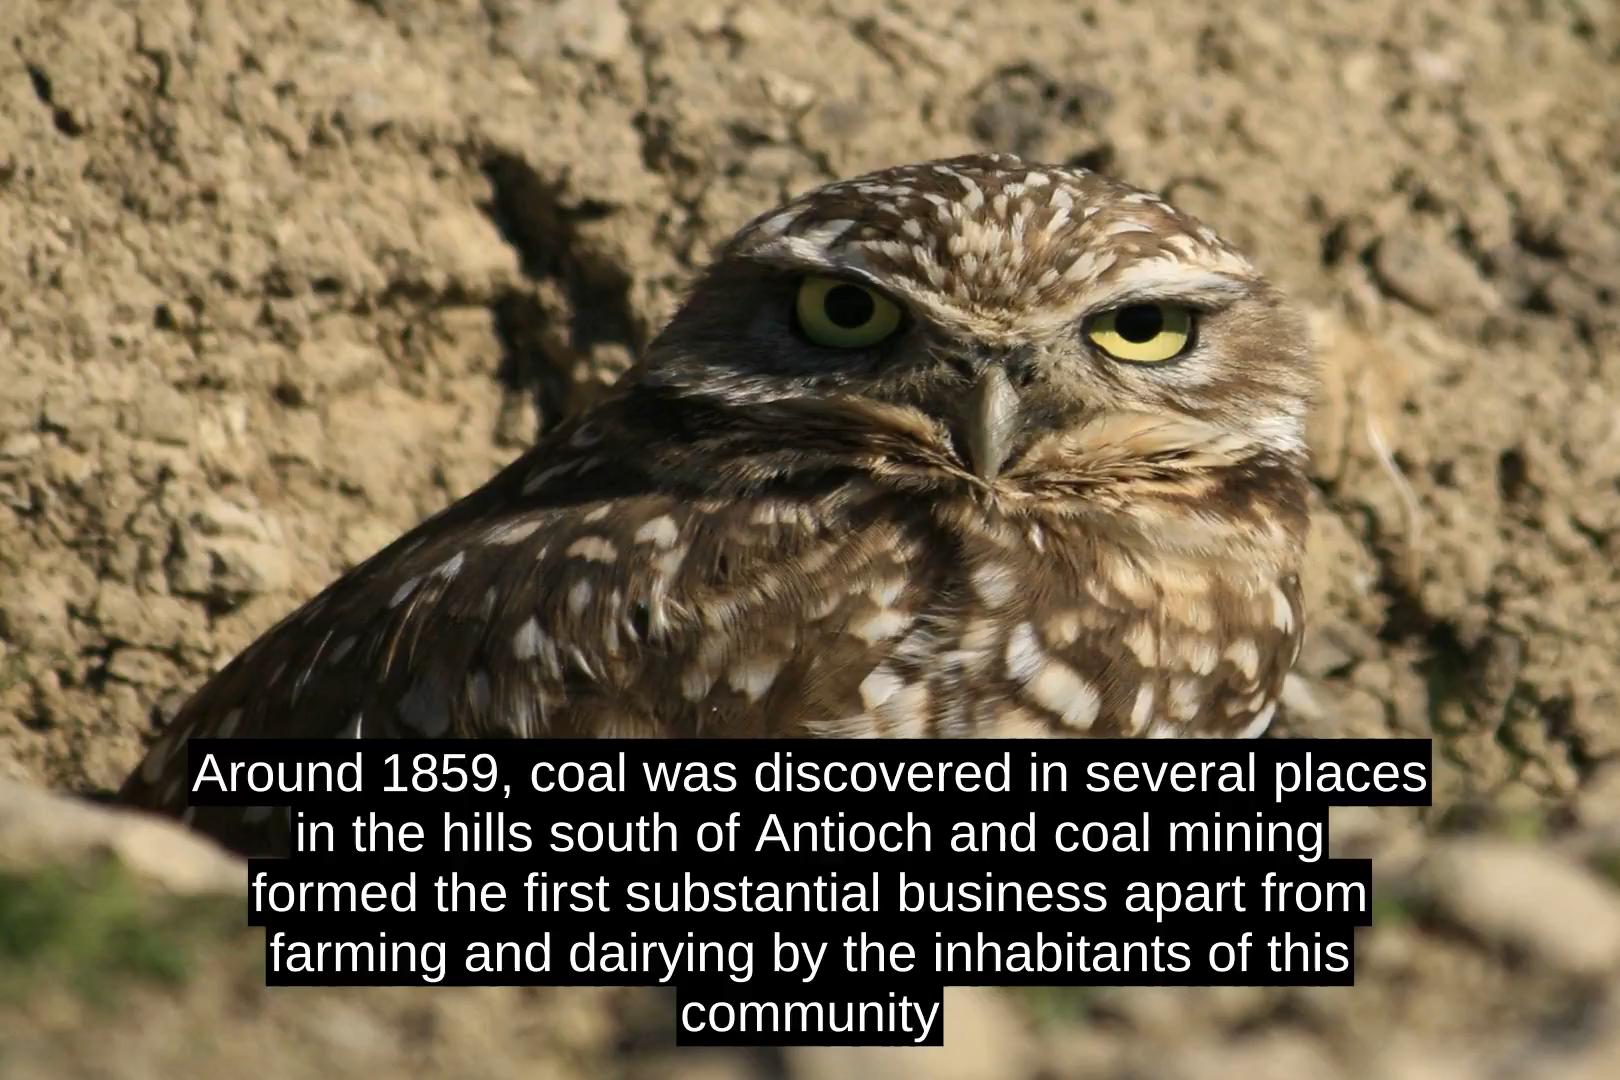 Around 1859, coal was discovered in several places
in the hills south of Antioch and coal mining
formed the first substantial business apart from
farming and dairying by the inhabitants of this
community